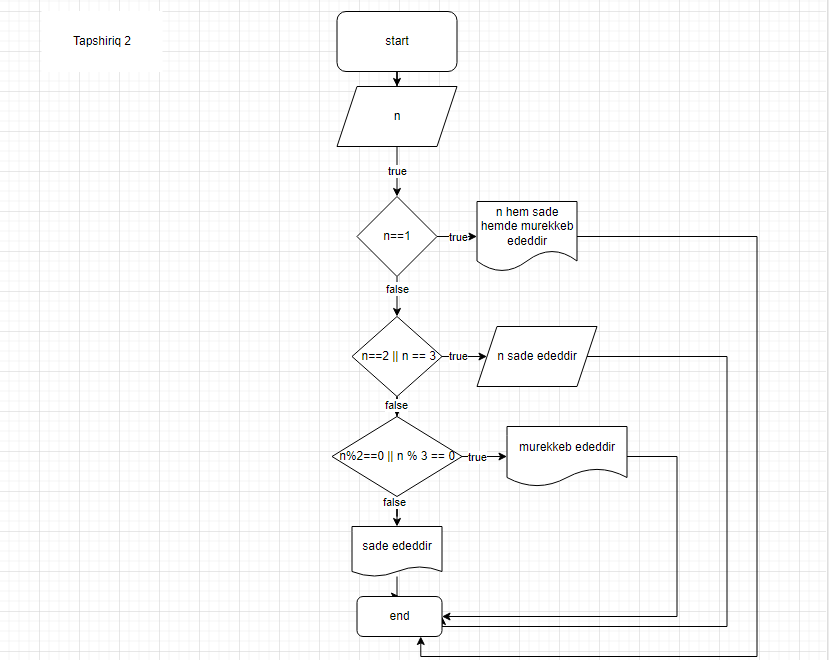 Tapshiriq 2
start
n
true
n==1
true
n hem sade
hemde murekkeb
ededdir
false
n==2 || n == 3
true
n sade ededdir
false
n%2==0 || n % 3 == 0
true
murekkeb ededdir
false
sade ededdir
end